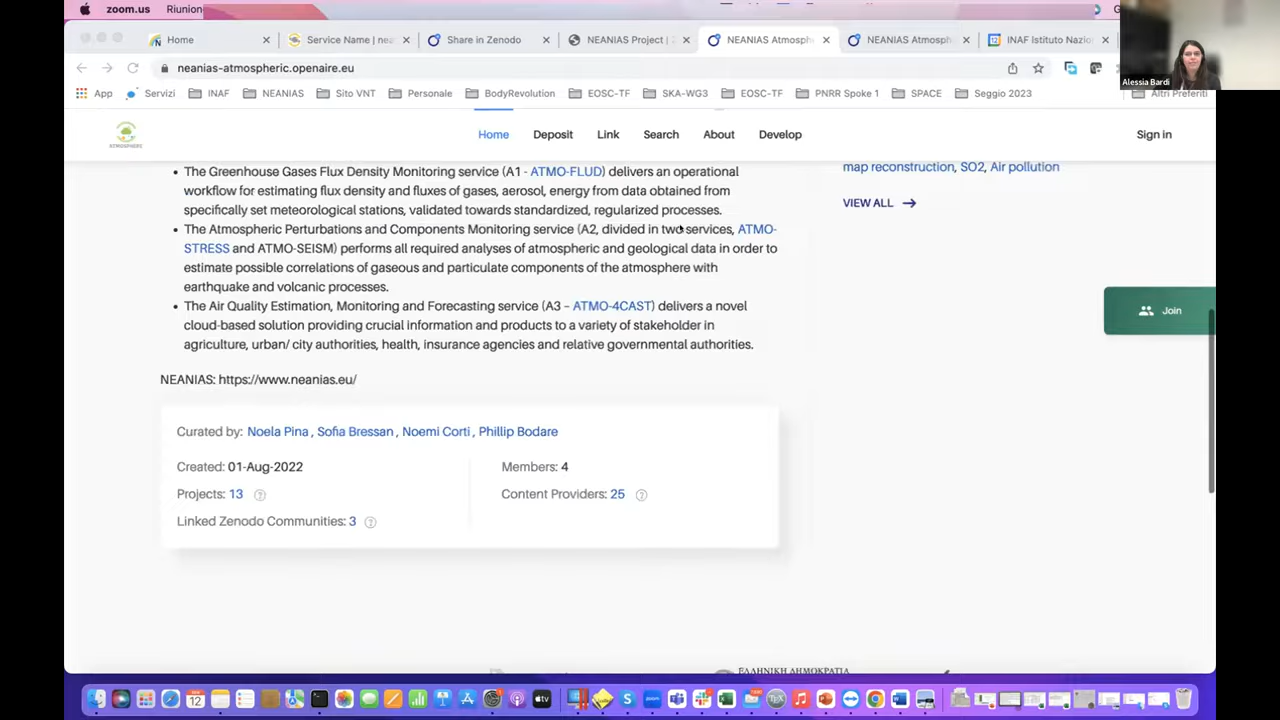 zoom.us Riunion
Home
Service Name | nea
Share in Zenodo
NEANIAS Project | 
NEANIAS Atmosph
NEANIAS Atmosph
INAF Istituto Nazio
Alessia Bardi
neanias-atmospheric.openaire.eu
App Servizi INAF NEANIAS Sito VNT Personale BodyRevolution EOSC-TF SKA-WG3 EOSC-TF PNRR Spoke 1 SPACE Seggio 2023 Altri Preferiti
ATMOSPHERE
Home Deposit Link Search About Develop Sign in
• The Greenhouse Gases Flux Density Monitoring service (A1 - ATMO-FLUD) delivers an operational
workflow for estimating flux density and fluxes of gases, aerosol, energy from data obtained from
specifically set meteorological stations, validated towards standardized, regularized processes.
• The Atmospheric Perturbations and Components Monitoring service (A2, divided in two services, ATMO-
STRESS and ATMO-SEISM) performs all required analyses of atmospheric and geological data in order to
estimate possible correlations of gaseous and particulate components of the atmosphere with
earthquake and volcanic processes.
• The Air Quality Estimation, Monitoring and Forecasting service (A3 – ATMO-4CAST) delivers a novel
cloud-based solution providing crucial information and products to a variety of stakeholder in
agriculture, urban/ city authorities, health, insurance agencies and relative governmental authorities.
NEANIAS: https://www.neanias.eu/
map reconstruction, SO2, Air pollution
VIEW ALL →
Join
Curated by: Noela Pina , Sofia Bressan , Noemi Corti , Phillip Bodare
Created: 01-Aug-2022
Members: 4
Projects: 13 ?
Content Providers: 25 ?
Linked Zenodo Communities: 3 ?
ΕΛΛΗΝΙΚΗ ΔΗΜΟΚΡΑΤΙΑ
12